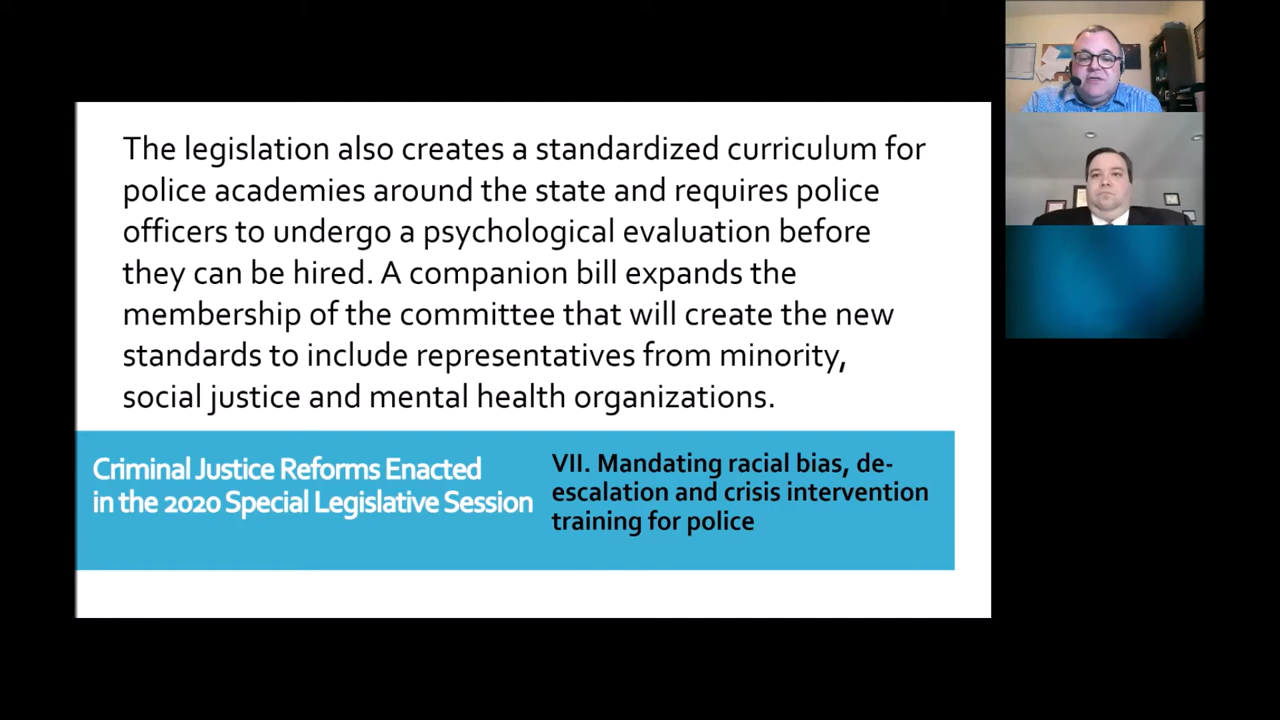 The legislation also creates a standardized curriculum for
police academies around the state and requires police
officers to undergo a psychological evaluation before
they can be hired. A companion bill expands the
membership of the committee that will create the new
standards to include representatives from minority,
social justice and mental health organizations.
Criminal Justice Reforms Enacted
in the 2020 Special Legislative Session
VII. Mandating racial bias, de-
escalation and crisis intervention
training for police